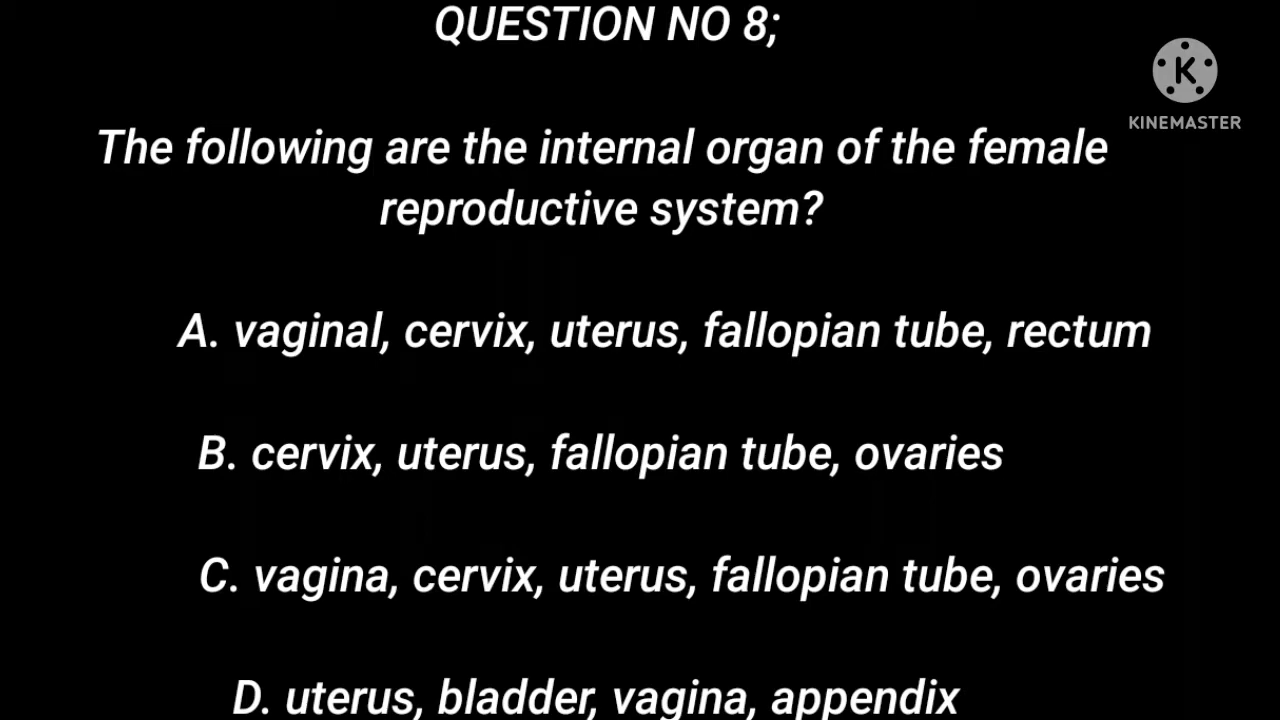 QUESTION NO 8;
KINEMASTER
The following are the internal organ of the female
reproductive system?
A. vaginal, cervix, uterus, fallopian tube, rectum
B. cervix, uterus, fallopian tube, ovaries
C. vagina, cervix, uterus, fallopian tube, ovaries
D. uterus, bladder, vagina, appendix